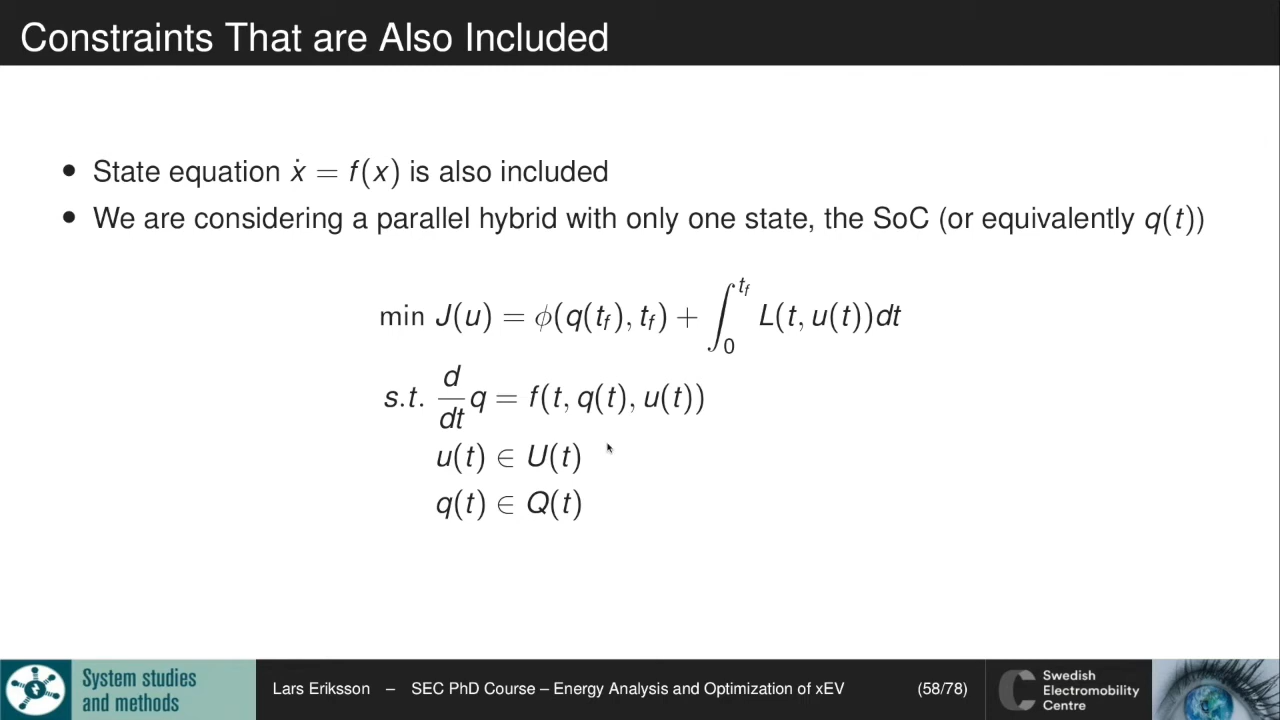 Constraints That are Also Included
• State equation ẋ = f(x) is also included
• We are considering a parallel hybrid with only one state, the SoC (or equivalently q(t))
min J(u) = ϕ(q(t_f), t_f) + ∫_0^{t_f} L(t, u(t))dt
s.t. d/dt q = f(t, q(t), u(t))
u(t) ∈ U(t)
q(t) ∈ Q(t)
System studies
and methods
Lars Eriksson – SEC PhD Course – Energy Analysis and Optimization of xEV (58/78)
Swedish
Electromobility
Centre